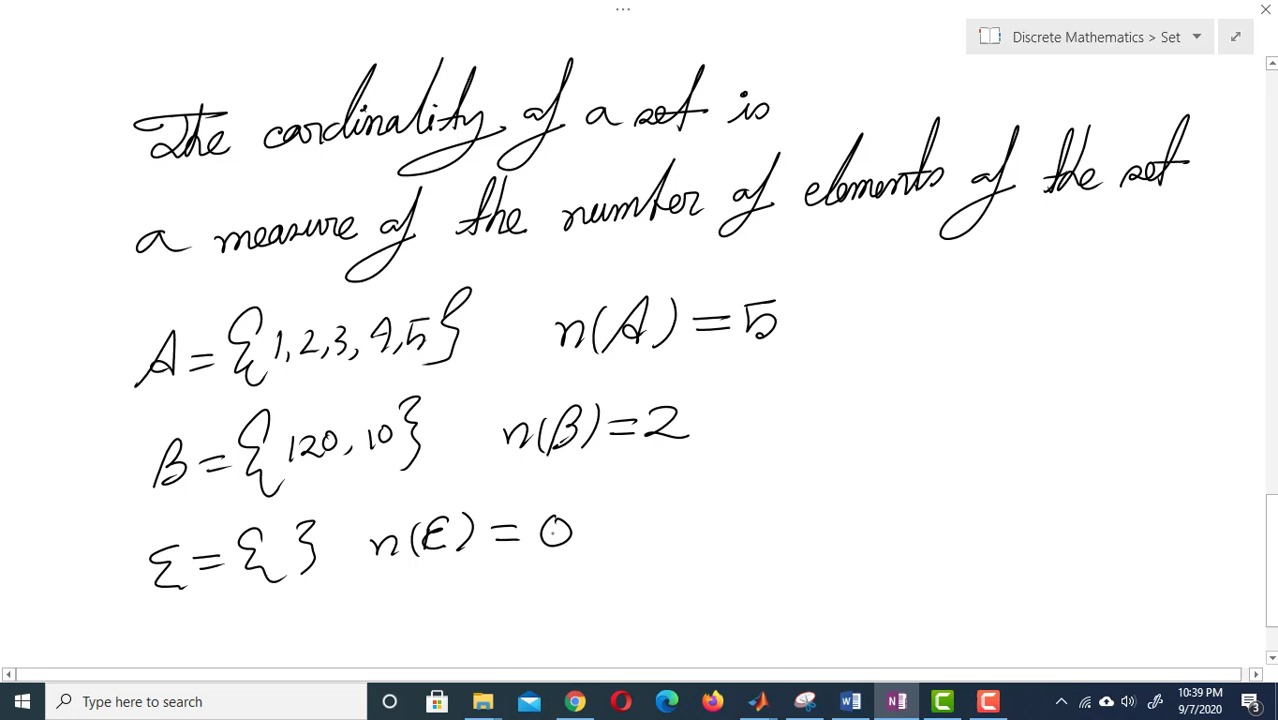 Discrete Mathematics > Set
The cardinality of a set is
a measure of the number of elements of the set
A = {1, 2, 3, 4, 5} n(A) = 5
B = {120, 10} n(B) = 2
E = { } n(E) = 0
Type here to search
10:39 PM
9/7/2020
3